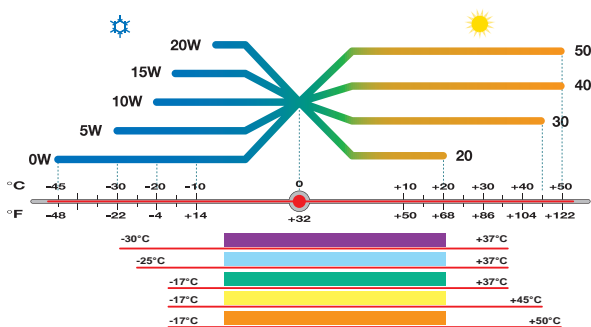 20W
50
15W
40
10W
30
5W
20
0W
°C -45 -30 -20 -10 0 +10 +20 +30 +40 +50
°F -48 -22 -4 +14 +32 +50 +68 +86 +104 +122
-30°C +37°C
-25°C +37°C
-17°C +37°C
-17°C +45°C
-17°C +50°C